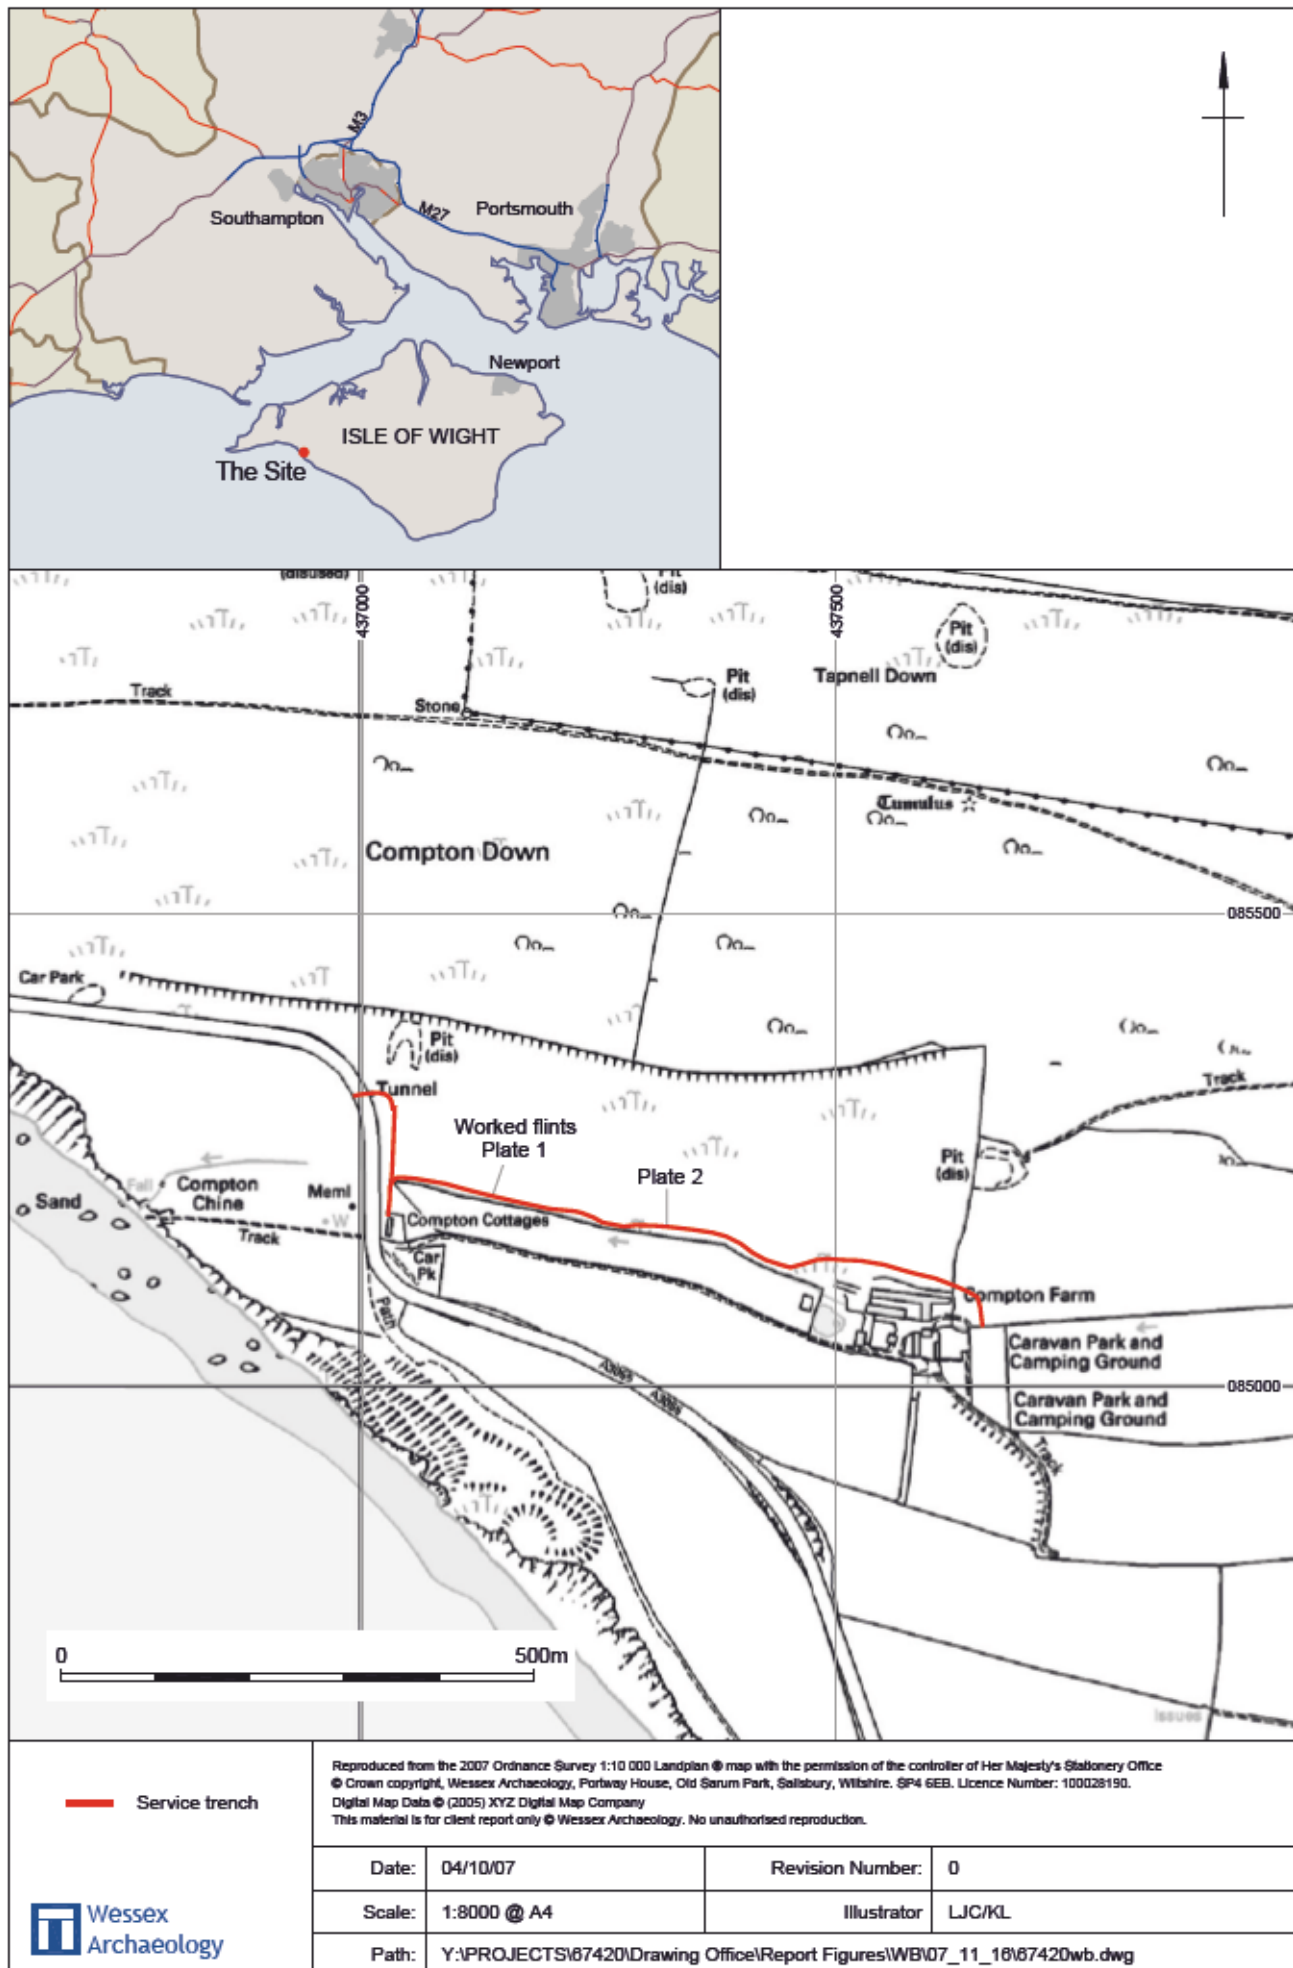 M3
M27
Southampton
Portsmouth
Newport
ISLE OF WIGHT
The Site
(disused)
437000
Pit
(dis)
437500
Pit
(dis)
Tapnell Down
Pit
(dis)
Track
Stone
Tumulus
Compton Down
085500
Car Park
Pit
(dis)
Tunnel
Track
Worked flints
Plate 1
Plate 2
Pit
(dis)
Fall
Compton
Chine
Meml
W
Sand
Track
Compton Cottages
Car
Pk
Path
Compton Farm
Caravan Park and
Camping Ground
085000
A3055
A3055
Caravan Park and
Camping Ground
Track
0 500m
Issues
Service trench
Reproduced from the 2007 Ordnance Survey 1:10 000 Landplan ® map with the permission of the controller of Her Majesty's Stationery Office
© Crown copyright, Wessex Archaeology, Portway House, Old Sarum Park, Salisbury, Wiltshire. SP4 6EB. Licence Number: 100028190.
Digital Map Data © (2005) XYZ Digital Map Company
This material is for client report only © Wessex Archaeology. No unauthorised reproduction.
Date: 04/10/07 Revision Number: 0
Scale: 1:8000 @ A4 Illustrator LJC/KL
Path: Y:\PROJECTS\67420\Drawing Office\Report Figures\WB\07_11_16\67420wb.dwg
Wessex
Archaeology